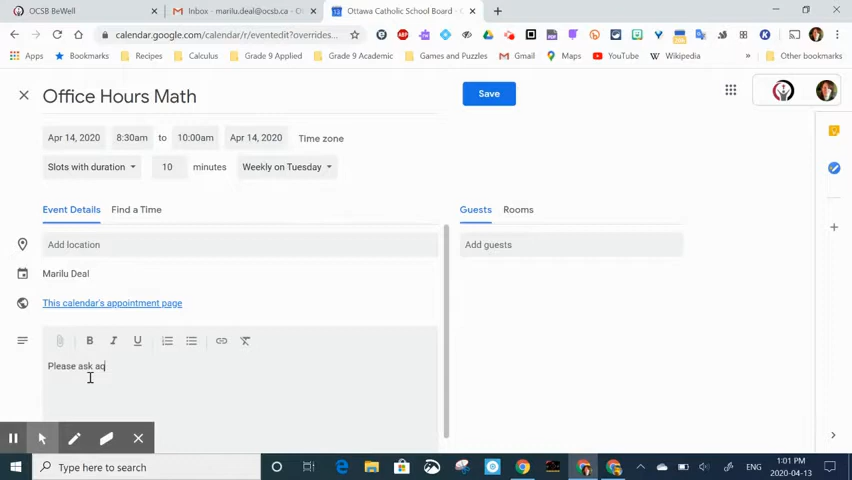 OCSB BeWell
Inbox - marilu.deal@ocsb.ca - O
Ottawa Catholic School Board - C
calendar.google.com/calendar/r/eventedit?overrides...
Apps Bookmarks Recipes Calculus Grade 9 Applied Grade 9 Academic Games and Puzzles Gmail Maps YouTube Wikipedia Other bookmarks
Office Hours Math
Save
Apr 14, 2020 8:30am to 10:00am Apr 14, 2020 Time zone
Slots with duration 10 minutes Weekly on Tuesday
Event Details Find a Time
Guests Rooms
Add location
Add guests
Marilu Deal
This calendar's appointment page
B I U
Please ask aq
Type here to search
ENG
1:01 PM
2020-04-13